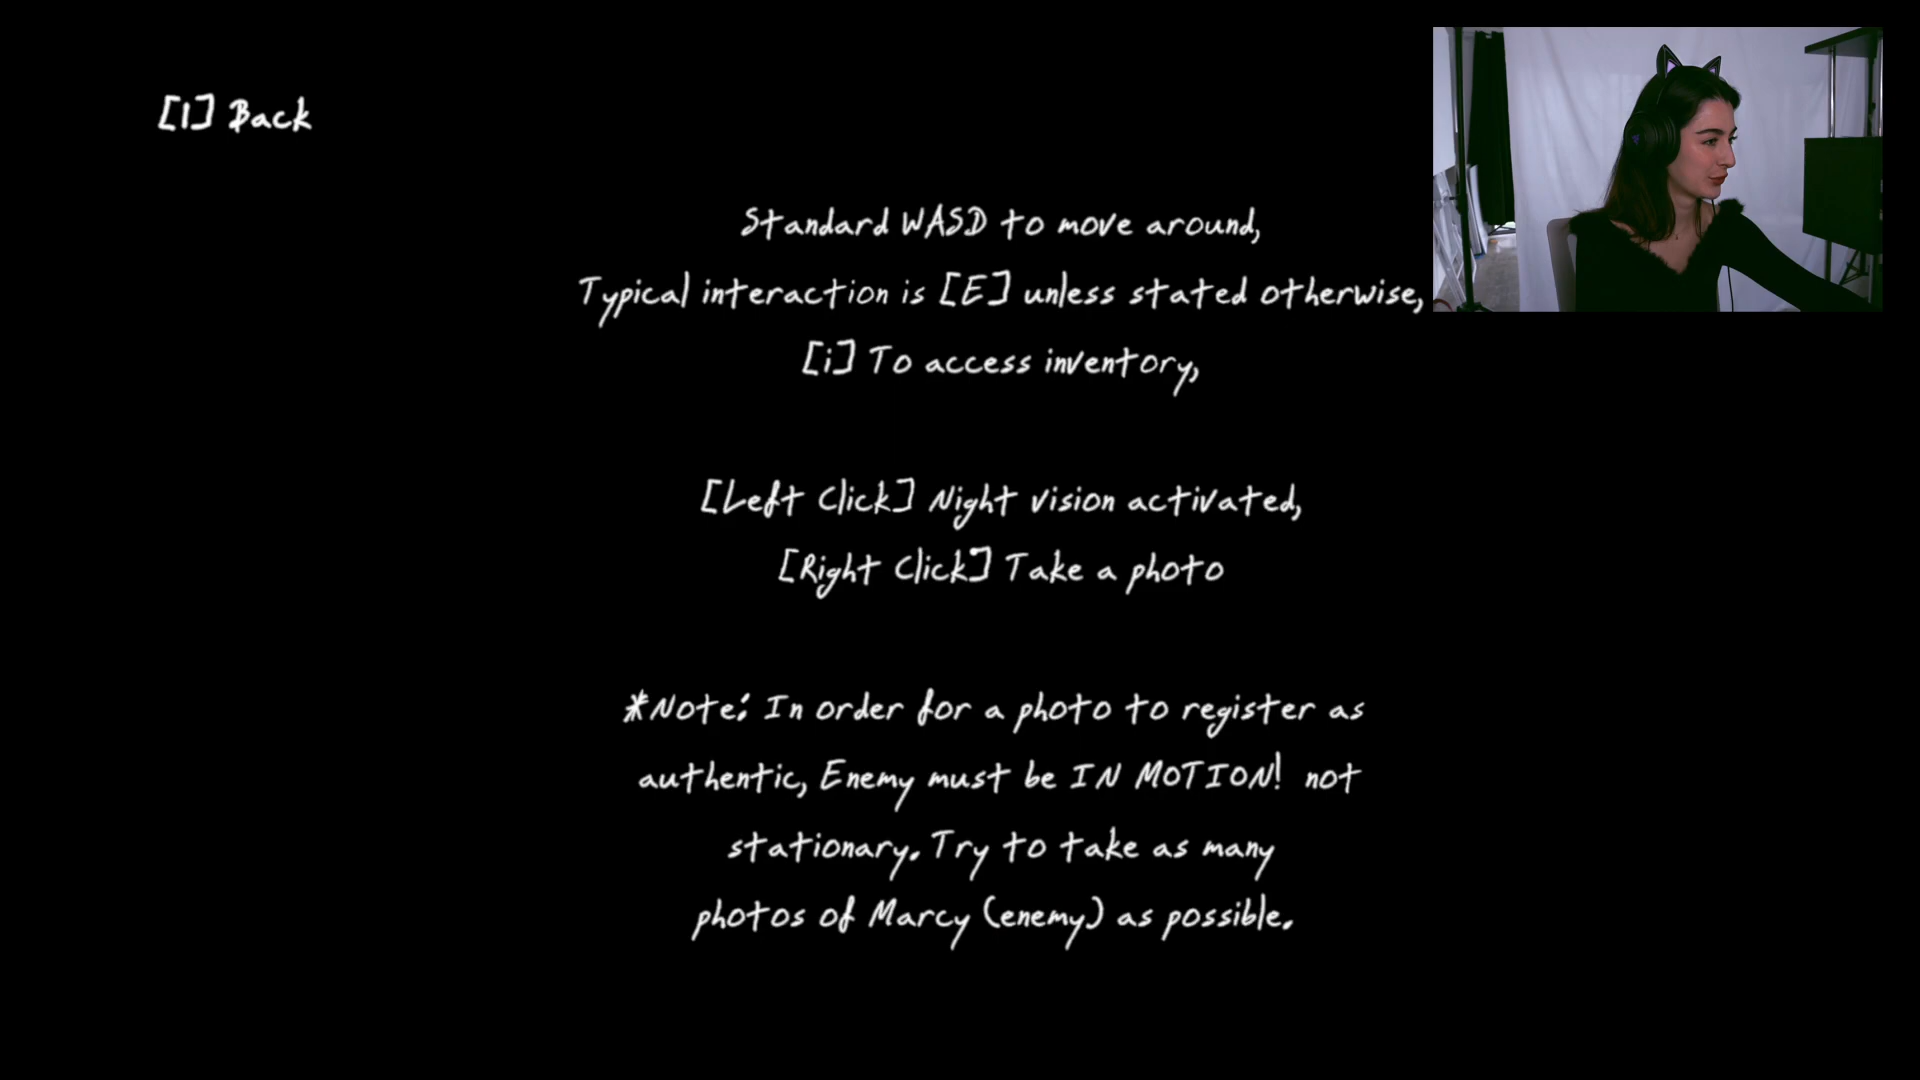 [1] Back
Standard WASD to move around,
Typical interaction is [E] unless stated otherwise,
[i] To access inventory,
[Left Click] Night vision activated,
[Right Click] Take a photo
*Note: In order for a photo to register as
authentic, Enemy must be IN MOTION! not
stationary. Try to take as many
photos of Marcy (enemy) as possible.